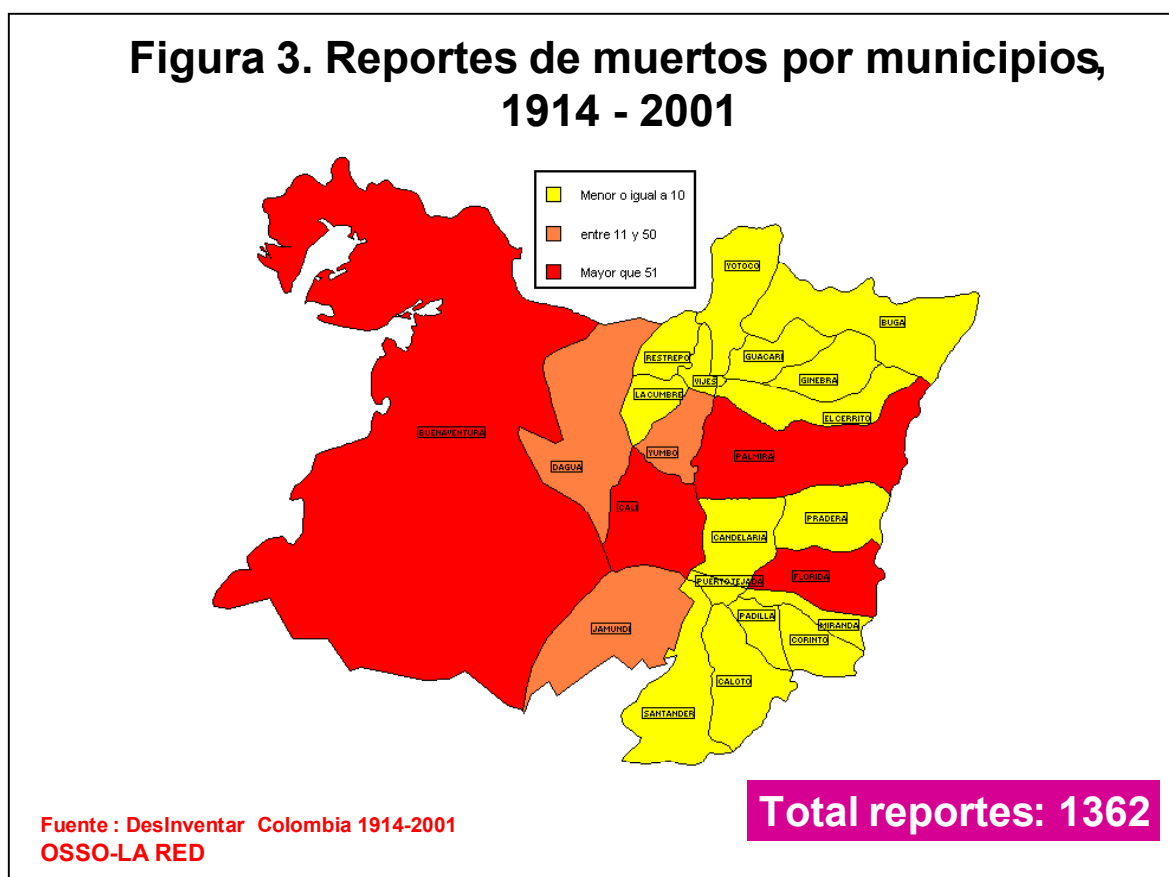 Figura 3. Reportes de muertos por municipios,
1914 - 2001
Menor o igual a 10
entre 11 y 50
Mayor que 51
YOTOCO
BUGA
RESTREPO
GUACARI
VIJES
GINEBRA
LA CUMBRE
EL CERRITO
BUENAVENTURA
YUMBO
PALMIRA
DAGUA
CALI
PRADERA
CANDELARIA
PUERTO TEJADA
FLORIDA
PADILLA
MIRANDA
JAMUNDI
CORINTO
CALOTO
SANTANDER
Total reportes: 1362
Fuente : DesInventar Colombia 1914-2001
OSSO-LA RED